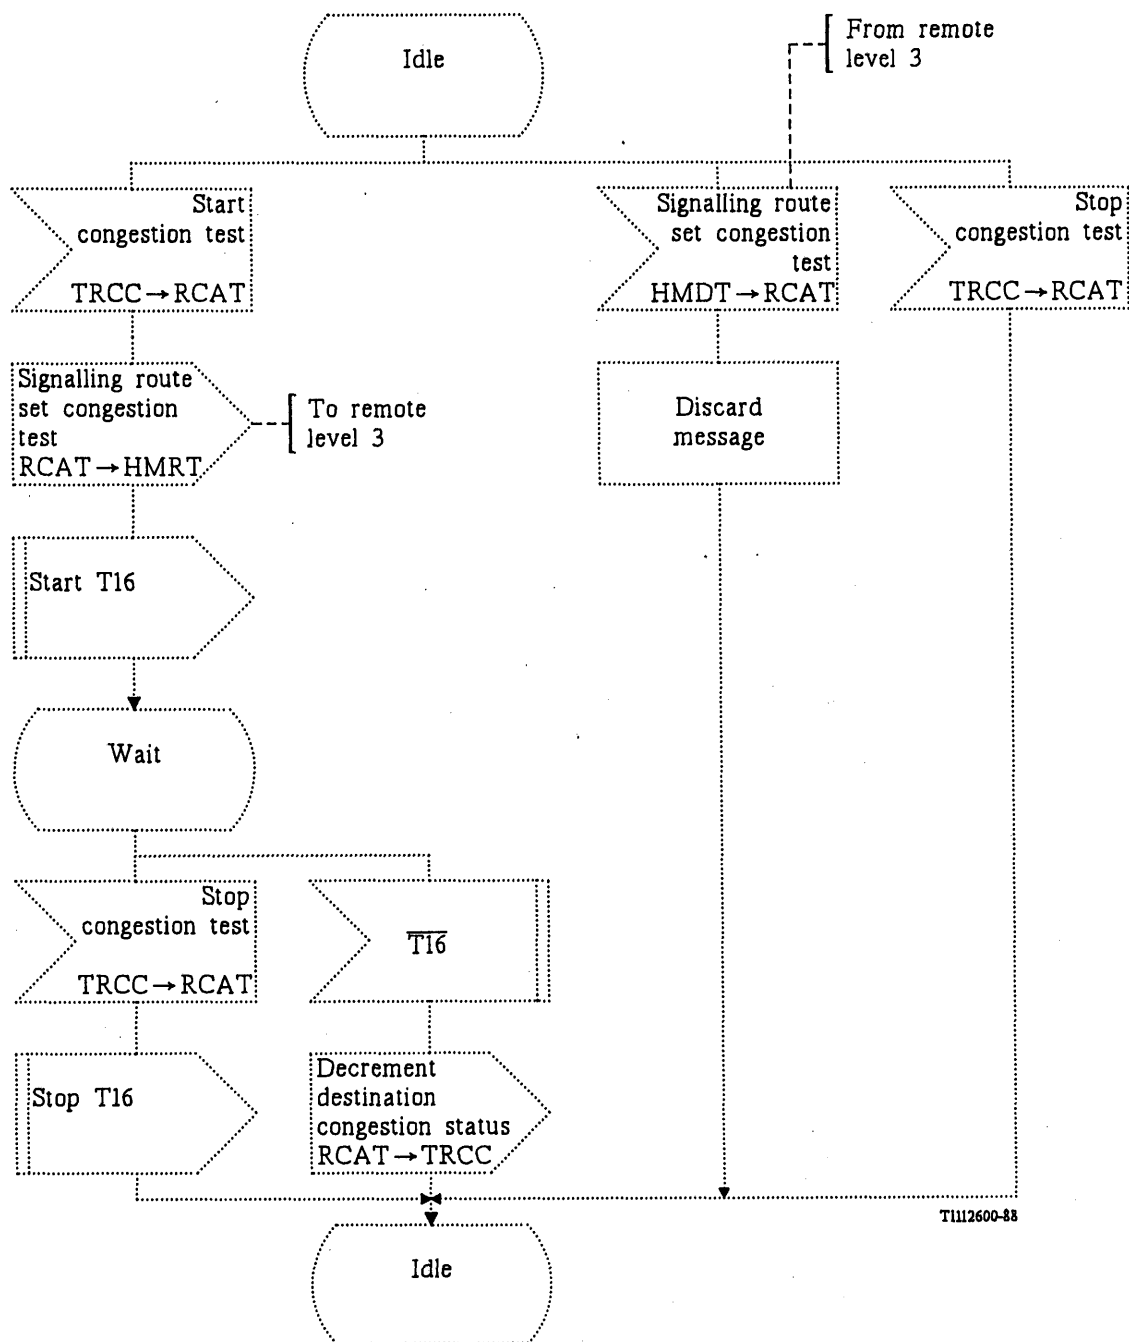 Idle
From remote
level 3
Start
congestion test
TRCC→RCAT
Signalling route
set congestion
test
HMDT→RCAT
Stop
congestion test
TRCC→RCAT
Signalling route
set congestion
test
RCAT→HMRT
To remote
level 3
Discard
message
Start T16
Wait
Stop
congestion test
TRCC→RCAT
T16
Stop T16
Decrement
destination
congestion status
RCAT→TRCC
T1112600-88
Idle